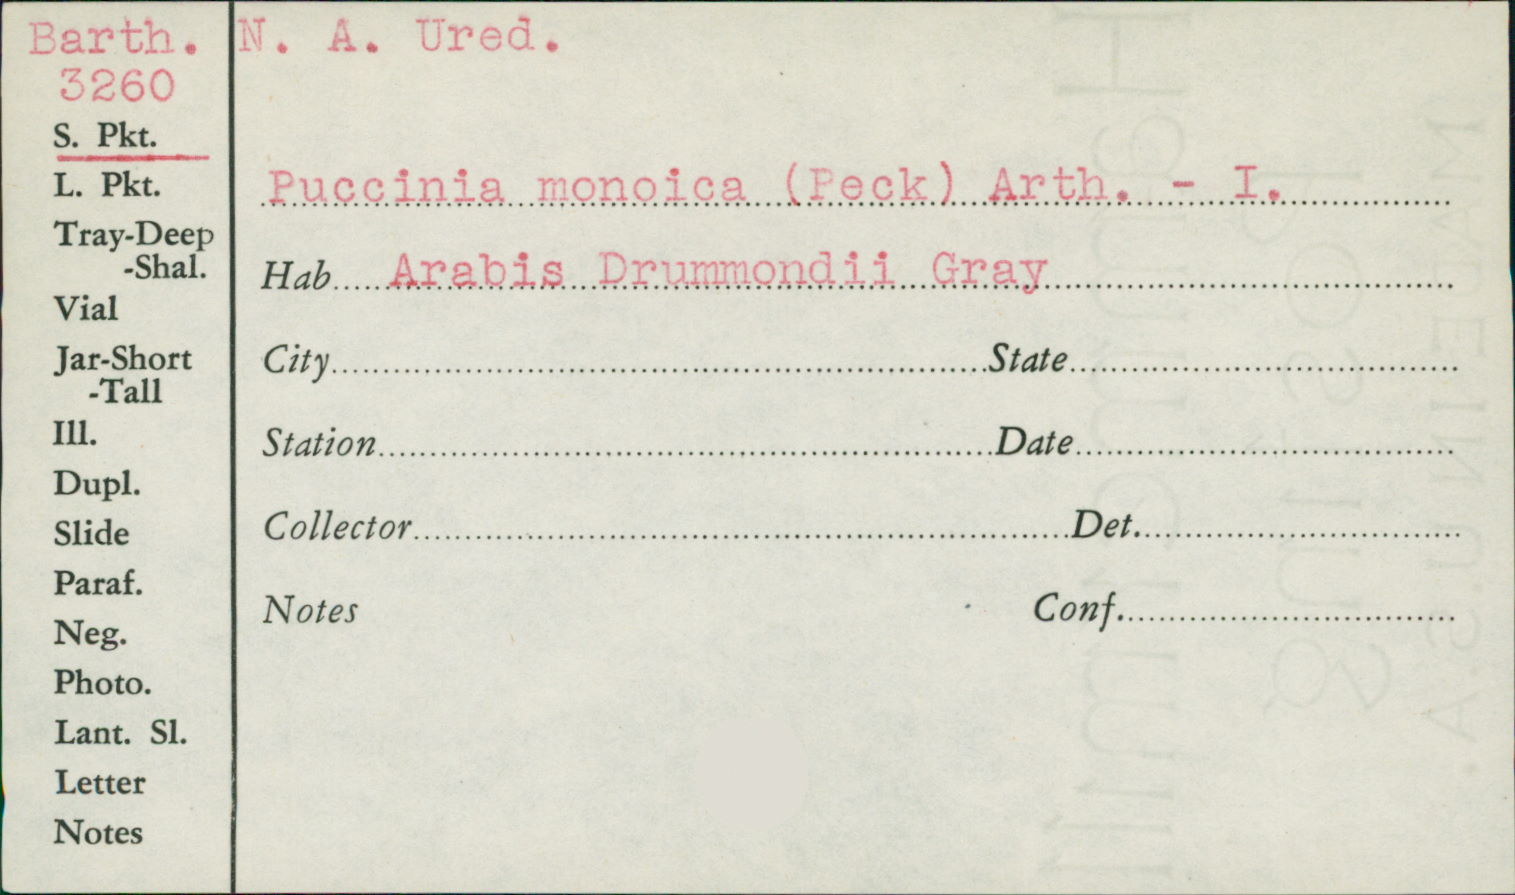 Barth. N. A. Ured.
3260
S. Pkt.
L. Pkt.
Tray-Deep
-Shal.
Vial
Jar-Short
-Tall
Ill.
Dupl.
Slide
Paraf.
Neg.
Photo.
Lant. Sl.
Letter
Notes
Puccinia monoica (Peck) Arth. - I.
Hab. Arabis Drummondii Gray
City State
Station Date
Collector Det.
Notes Conf.
MADE IN U.S.A.